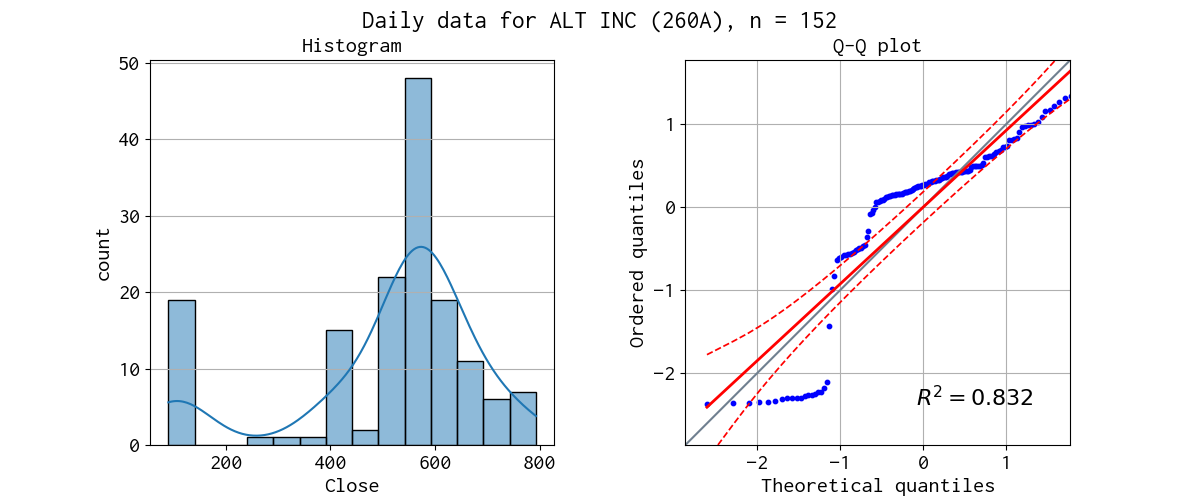 Daily data for ALT INC (260A), n = 152
Histogram
50
40
30
20
10
0
count
200
400
600
800
Close
Q-Q plot
1
0
−1
−2
Ordered quantiles
R² = 0.832
−2
−1
0
1
Theoretical quantiles